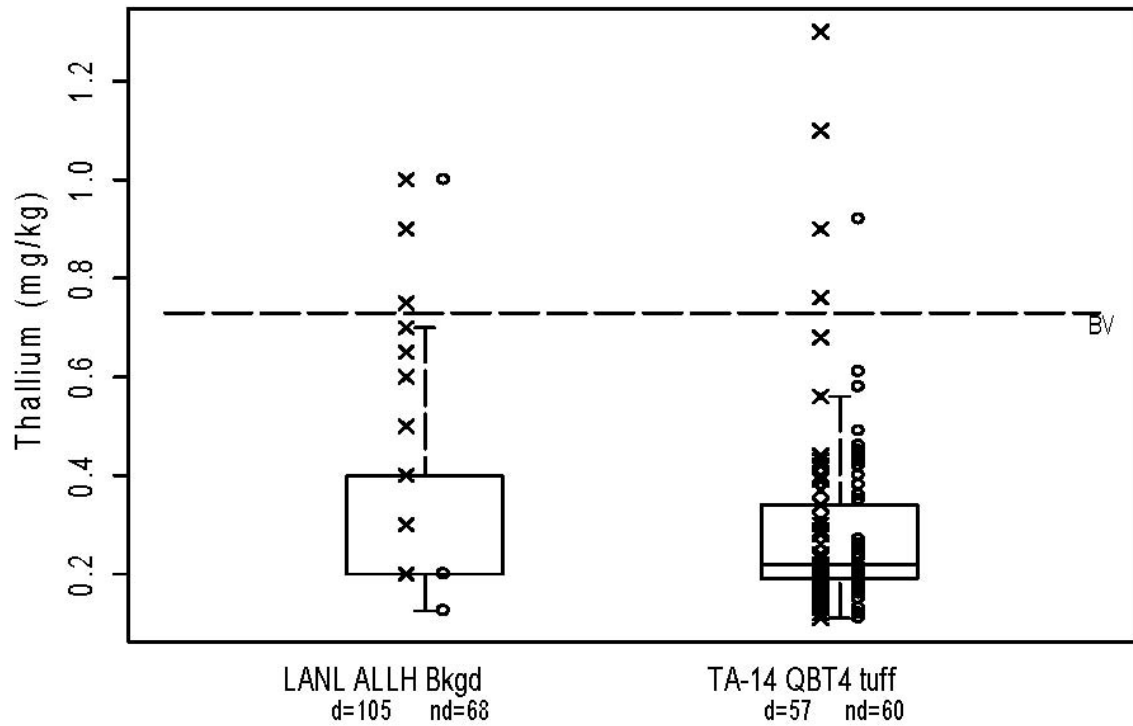 1.2
1.0
0.8
0.6
0.4
0.2
Thallium (mg/kg)
BV
LANL ALLH Bkgd
d=105 nd=68
TA-14 QBT4 tuff
d=57 nd=60